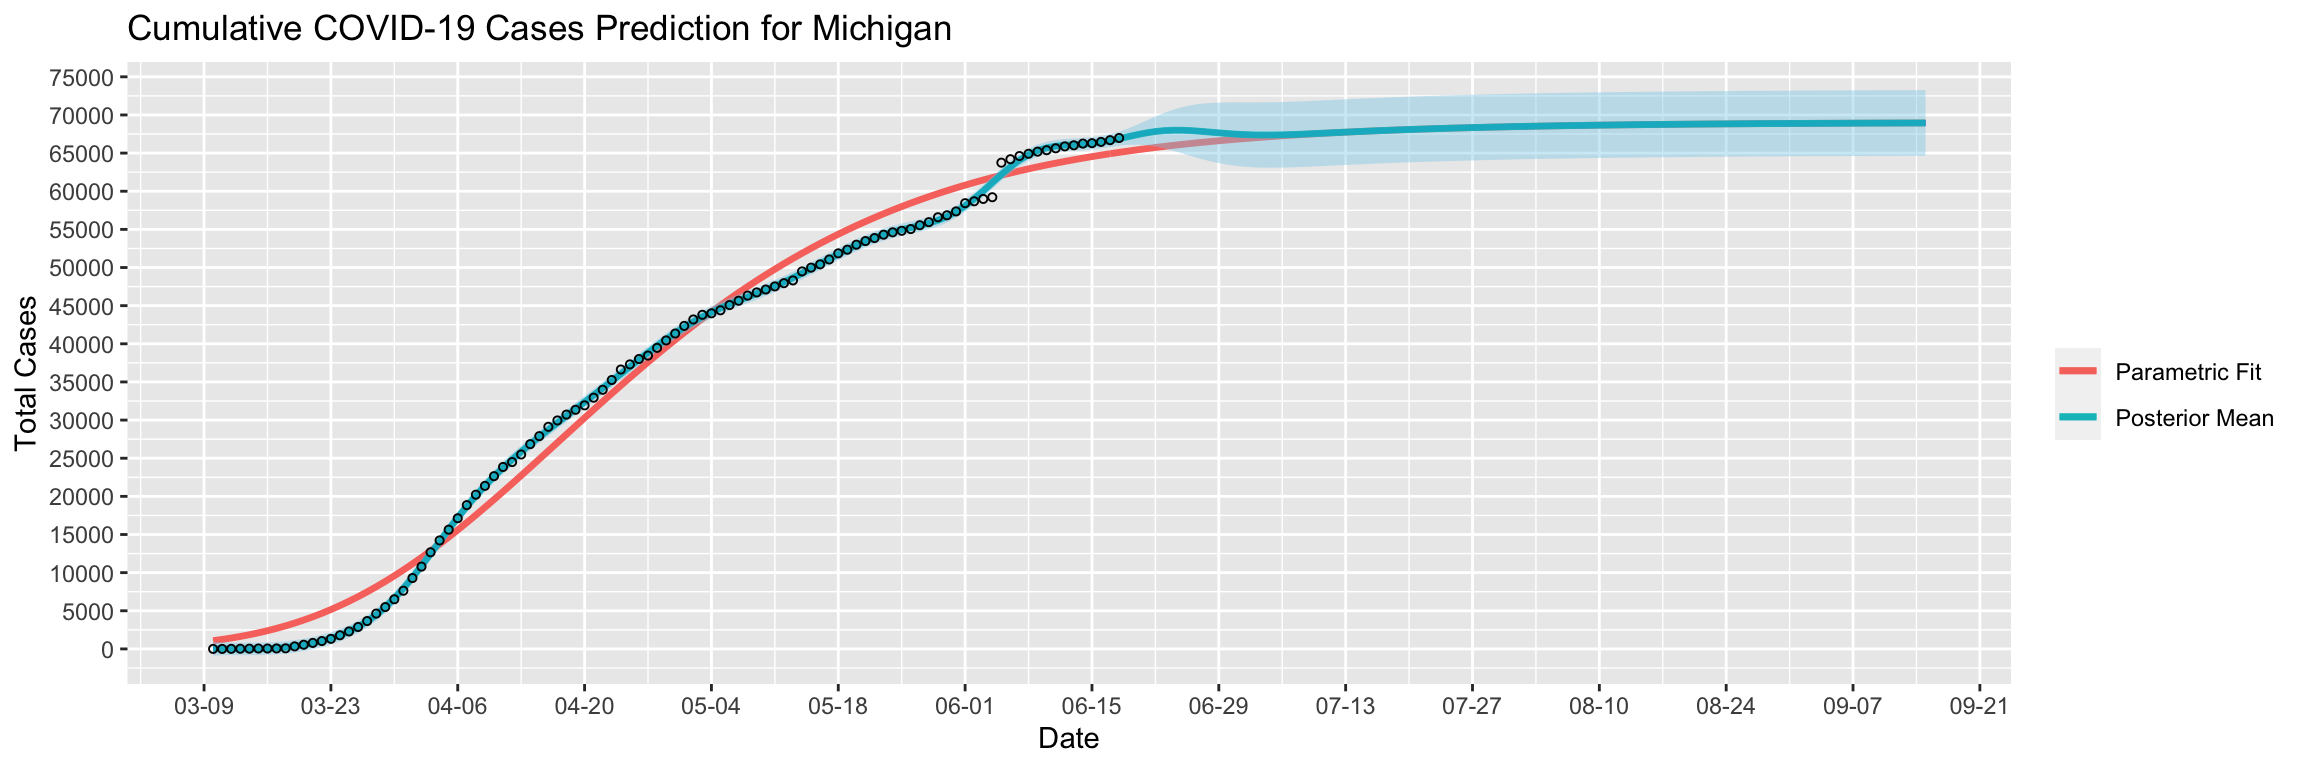 Cumulative COVID-19 Cases Prediction for Michigan
75000
70000
65000
60000
55000
50000
45000
40000
35000
30000
25000
20000
15000
10000
5000
0
Total Cases
03-09 03-23 04-06 04-20 05-04 05-18 06-01 06-15 06-29 07-13 07-27 08-10 08-24 09-07 09-21
Date
Parametric Fit
Posterior Mean